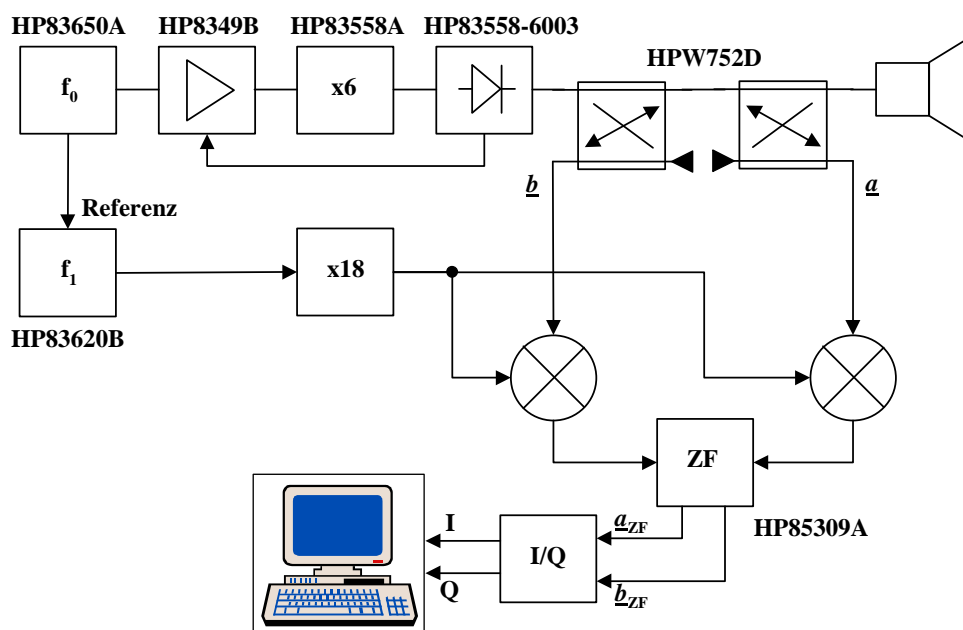 HP83650A
HP8349B
HP83558A
HP83558-6003
HPW752D
f0
x6
b
a
Referenz
f1
x18
HP83620B
ZF
HP85309A
aZF
I
I/Q
Q
bZF